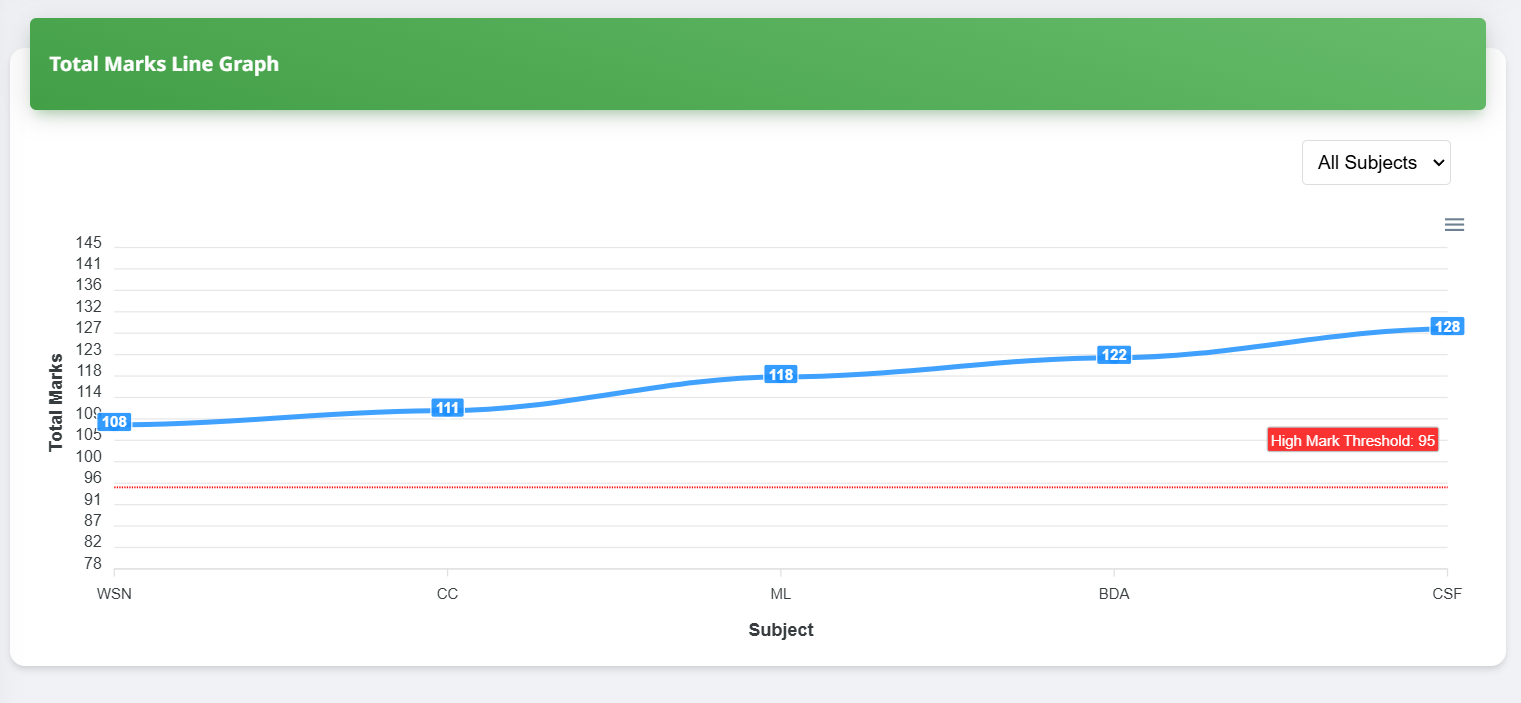 Total Marks Line Graph
All Subjects
145
141
136
132
127
123
118
114
109
105
100
96
91
87
82
78
Total Marks
108
111
118
122
128
High Mark Threshold: 95
WSN
CC
ML
BDA
CSF
Subject